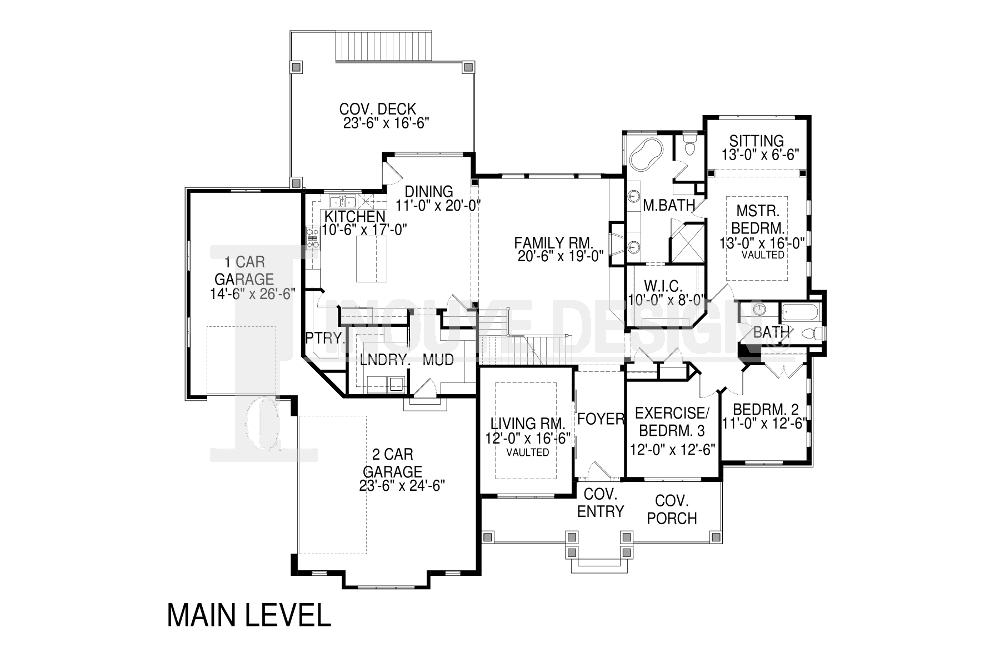 COV. DECK
23'-6" x 16'-6"
SITTING
13'-0" x 6'-6"
DINING
11'-0" x 20'-0"
KITCHEN
10'-6" x 17'-0"
M.BATH
MSTR.
BEDRM.
13'-0" x 16'-0"
VAULTED
FAMILY RM.
20'-6" x 19'-0"
1 CAR
GARAGE
14'-6" x 26'-6"
W.I.C.
10'-0" x 8'-0"
INOUYE DESIGN
BATH
PTRY.
LNDRY.
MUD
LIVING RM.
12'-0" x 16'-6"
VAULTED
FOYER
EXERCISE/
BEDRM. 3
12'-0" x 12'-6"
BEDRM. 2
11'-0" x 12'-6"
2 CAR
GARAGE
23'-6" x 24'-6"
COV.
ENTRY
COV.
PORCH
MAIN LEVEL